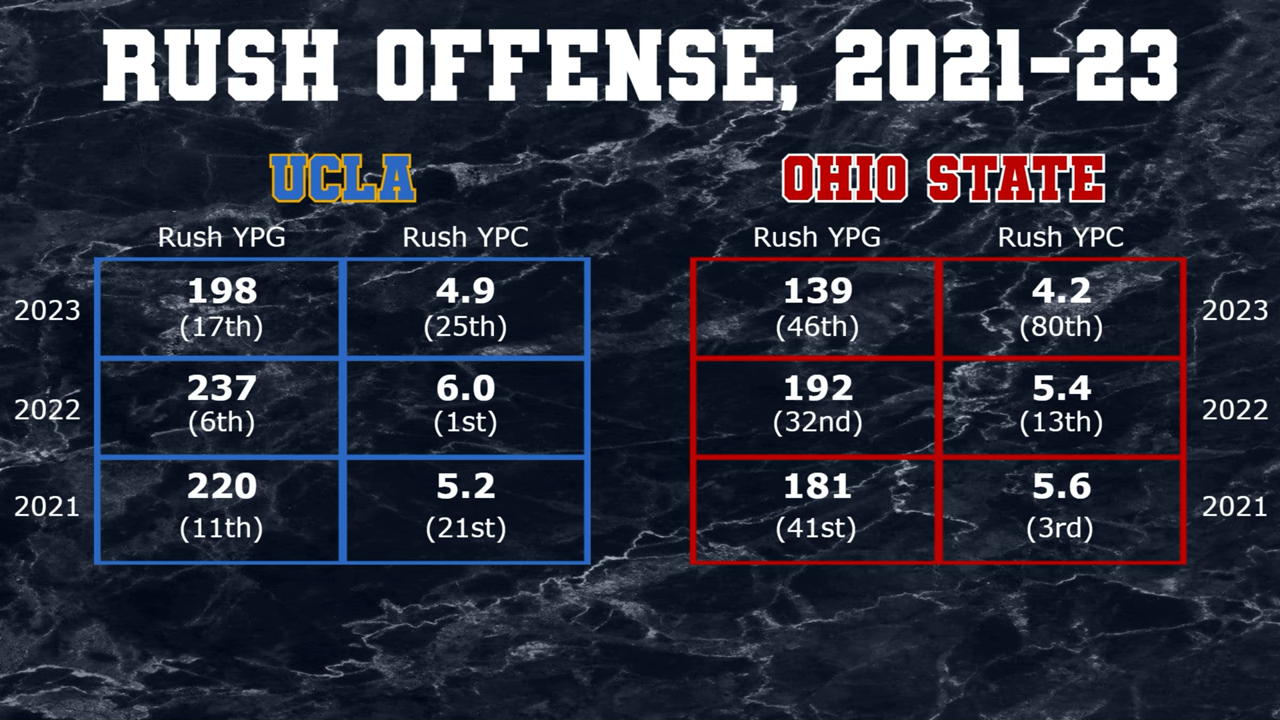 RUSH OFFENSE, 2021-23
UCLA
OHIO STATE
Rush YPG Rush YPC
Rush YPG Rush YPC
2023 198 (17th) 4.9 (25th)
139 (46th) 4.2 (80th) 2023
2022 237 (6th) 6.0 (1st)
192 (32nd) 5.4 (13th) 2022
2021 220 (11th) 5.2 (21st)
181 (41st) 5.6 (3rd) 2021